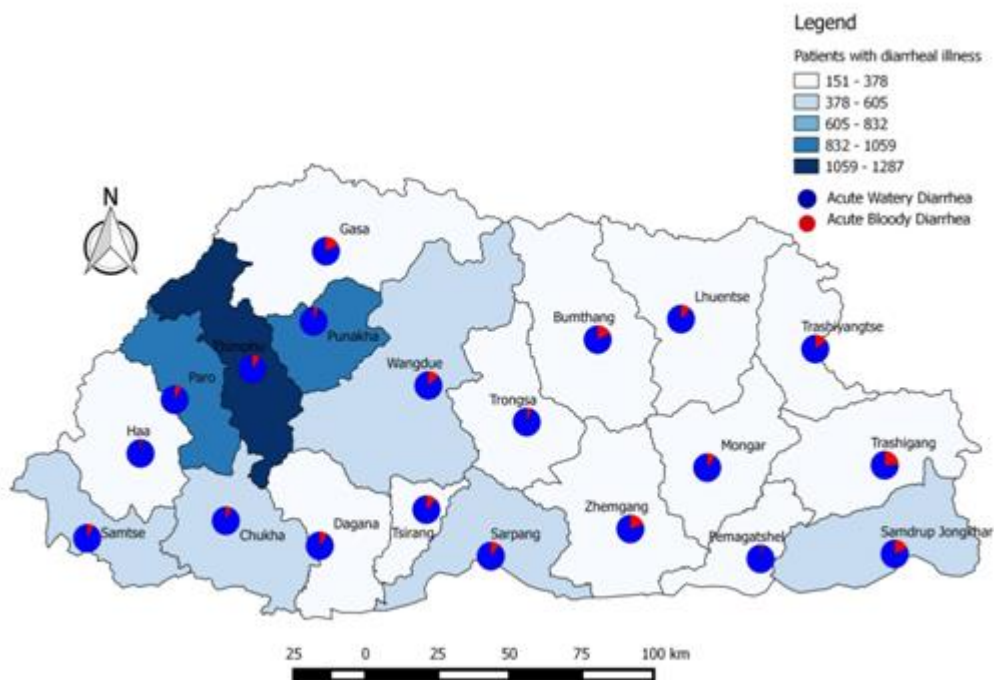 Legend
Patients with diarrheal illness
151 - 378
378 - 605
605 - 832
832 - 1059
1059 - 1287
Acute Watery Diarrhea
Acute Bloody Diarrhea
N
Gasa
Punakha
Thimphu
Paro
Wangdue
Bumthang
Lhuentse
Trashiyangtse
Haa
Trongsa
Mongar
Trashigang
Samtse
Chukha
Dagana
Tsirang
Sarpang
Zhemgang
Pemagatshel
Samdrup Jongkhar
25 0 25 50 75 100 km